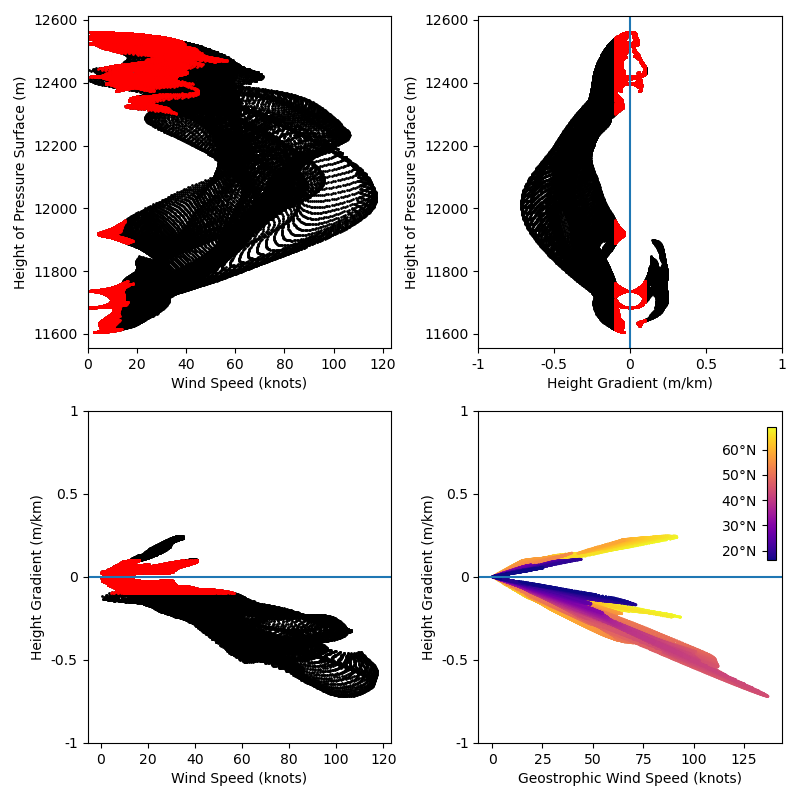 12600
12400
12200
12000
11800
11600
Height of Pressure Surface (m)
0 20 40 60 80 100 120
Wind Speed (knots)
12600
12400
12200
12000
11800
11600
Height of Pressure Surface (m)
-1 -0.5 0 0.5 1
Height Gradient (m/km)
1
0.5
0
-0.5
-1
Height Gradient (m/km)
0 20 40 60 80 100 120
Wind Speed (knots)
1
0.5
0
-0.5
-1
Height Gradient (m/km)
60°N
50°N
40°N
30°N
20°N
0 25 50 75 100 125
Geostrophic Wind Speed (knots)